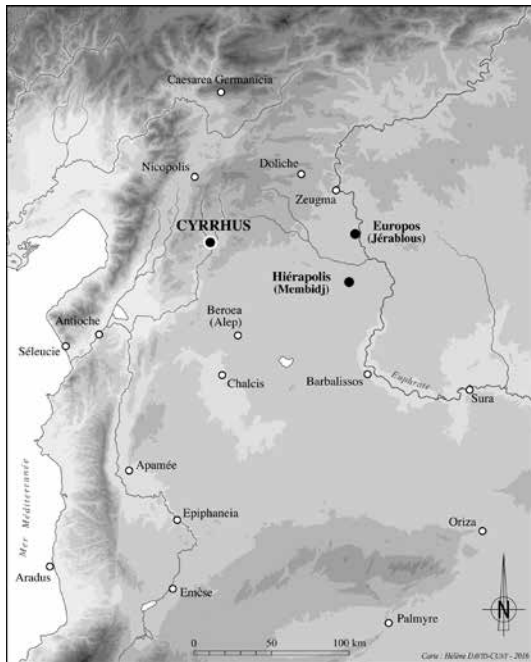 Caesarea Germanicia
Nicopolis
Doliche
Zeugma
CYRRHUS
Europos
(Jérablous)
Hiérapolis
(Membidj)
Beroea
(Alep)
Antioche
Séleucie
Chalcis
Barbalissos
Euphrate
Sura
Apamée
Mer Méditerranée
Epiphaneia
Oriza
Aradus
Emèse
N
Palmyre
0 100 km
Carte : Hélène DAVID-CUNY - 2016